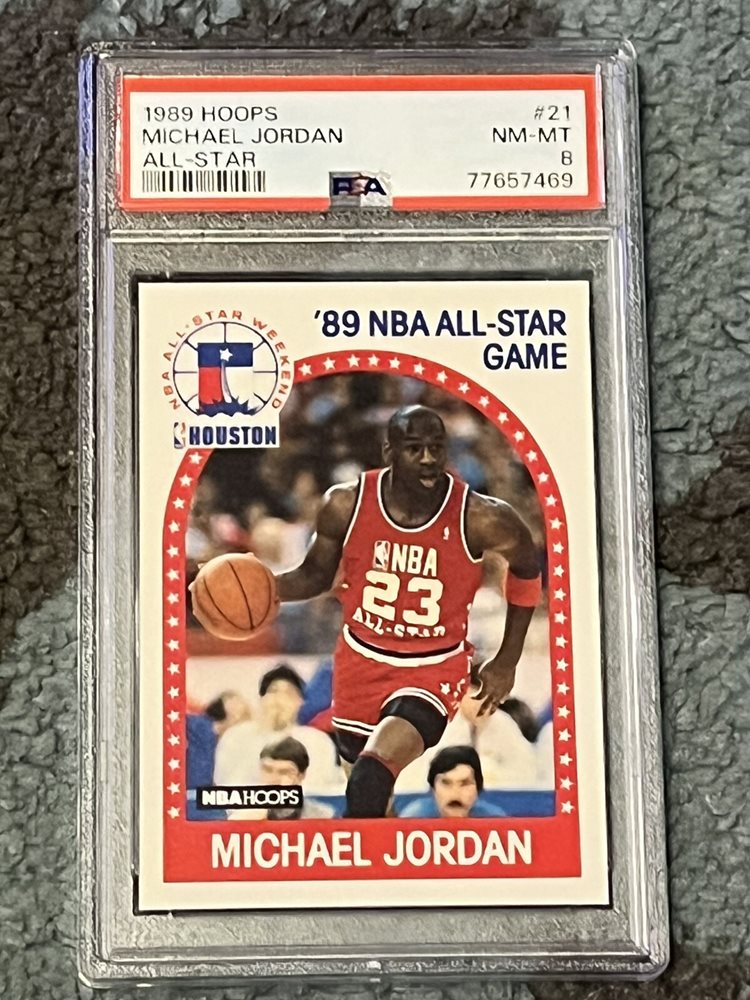 1989 HOOPS #21
MICHAEL JORDAN NM-MT
ALL-STAR 8
PSA 77657469
NBA ALL-STAR WEEKEND
HOUSTON
'89 NBA ALL-STAR
GAME
NBA
23
ALL-STAR
NBA HOOPS
MICHAEL JORDAN